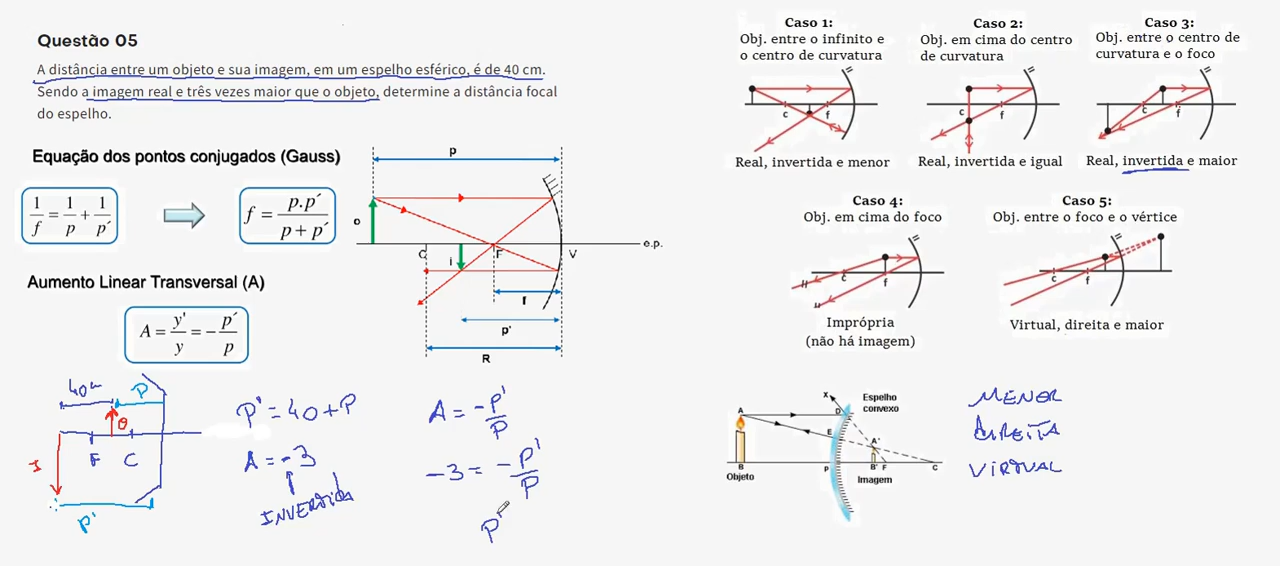 Questão 05
A distância entre um objeto e sua imagem, em um espelho esférico, é de 40 cm.
Sendo a imagem real e três vezes maior que o objeto, determine a distância focal
do espelho.
Equação dos pontos conjugados (Gauss)
1/f = 1/p + 1/p´
f = p.p´/p + p´
Aumento Linear Transversal (A)
A = y'/y = - p´/p
P
o
C
i
F
V
e.p.
f
p'
R
40cm
P
O
I
F C
P'
P' = 40 + P
A = -3
INVERTIDA
A = -P'/P
-3 = -P'/P
P'
Caso 1:
Obj. entre o infinito e
o centro de curvatura
c f
Real, invertida e menor
Caso 2:
Obj. em cima do centro
de curvatura
c f
Real, invertida e igual
Caso 3:
Obj. entre o centro de
curvatura e o foco
c f
Real, invertida e maior
Caso 4:
Obj. em cima do foco
c f
Imprópria
(não há imagem)
Caso 5:
Obj. entre o foco e o vértice
c f
Virtual, direita e maior
X
Espelho
convexo
A
D
E
A'
B
P
B' F
C
Objeto
Imagem
MENOR
DIREITA
VIRTUAL